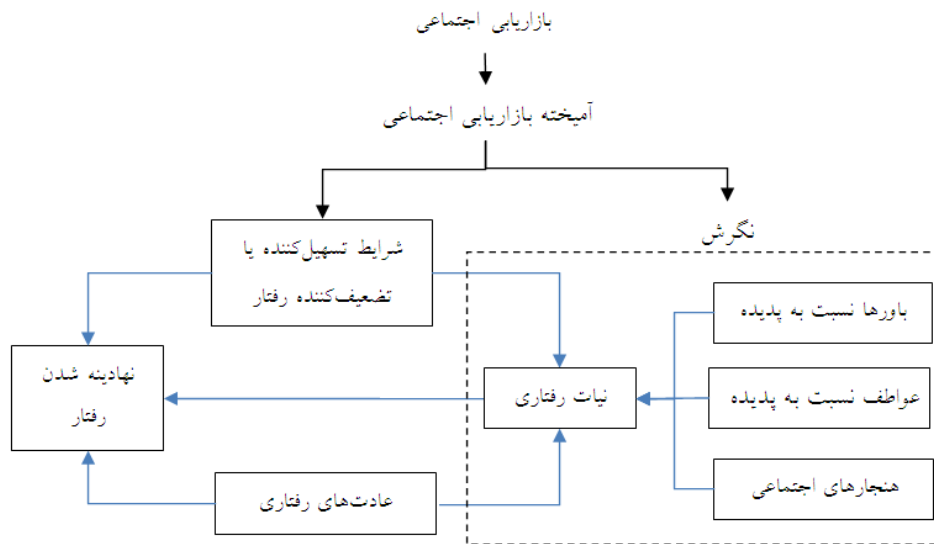 بازاریابی اجتماعی
آمیخته بازاریابی اجتماعی
نگرش
شرایط تسهیل‌کننده یا
تضعیف‌کننده رفتار
باورها نسبت به پدیده
نهادینه شدن
رفتار
نیات رفتاری
عواطف نسبت به پدیده
هنجارهای اجتماعی
عادت‌های رفتاری